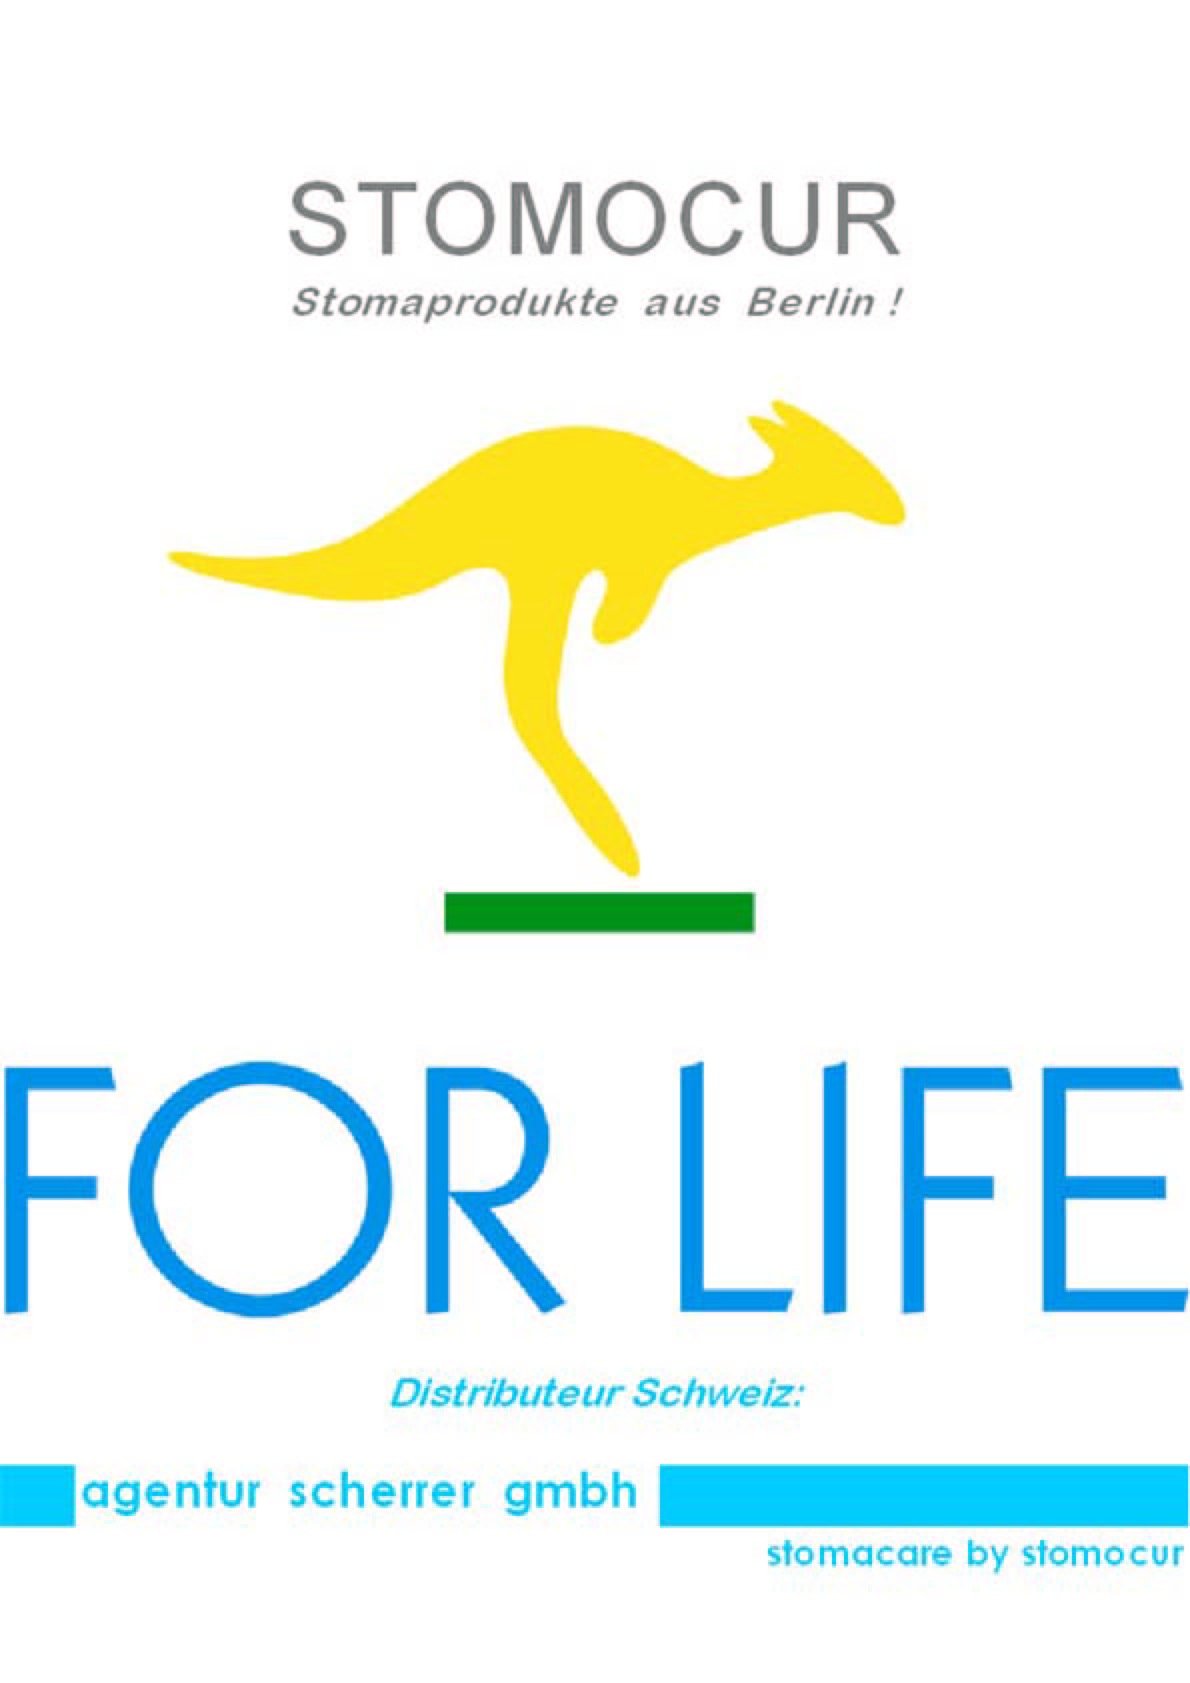 STOMOCUR
Stomaprodukte aus Berlin !
FOR LIFE
Distributeur Schweiz:
agentur scherrer gmbh
stomacare by stomocur